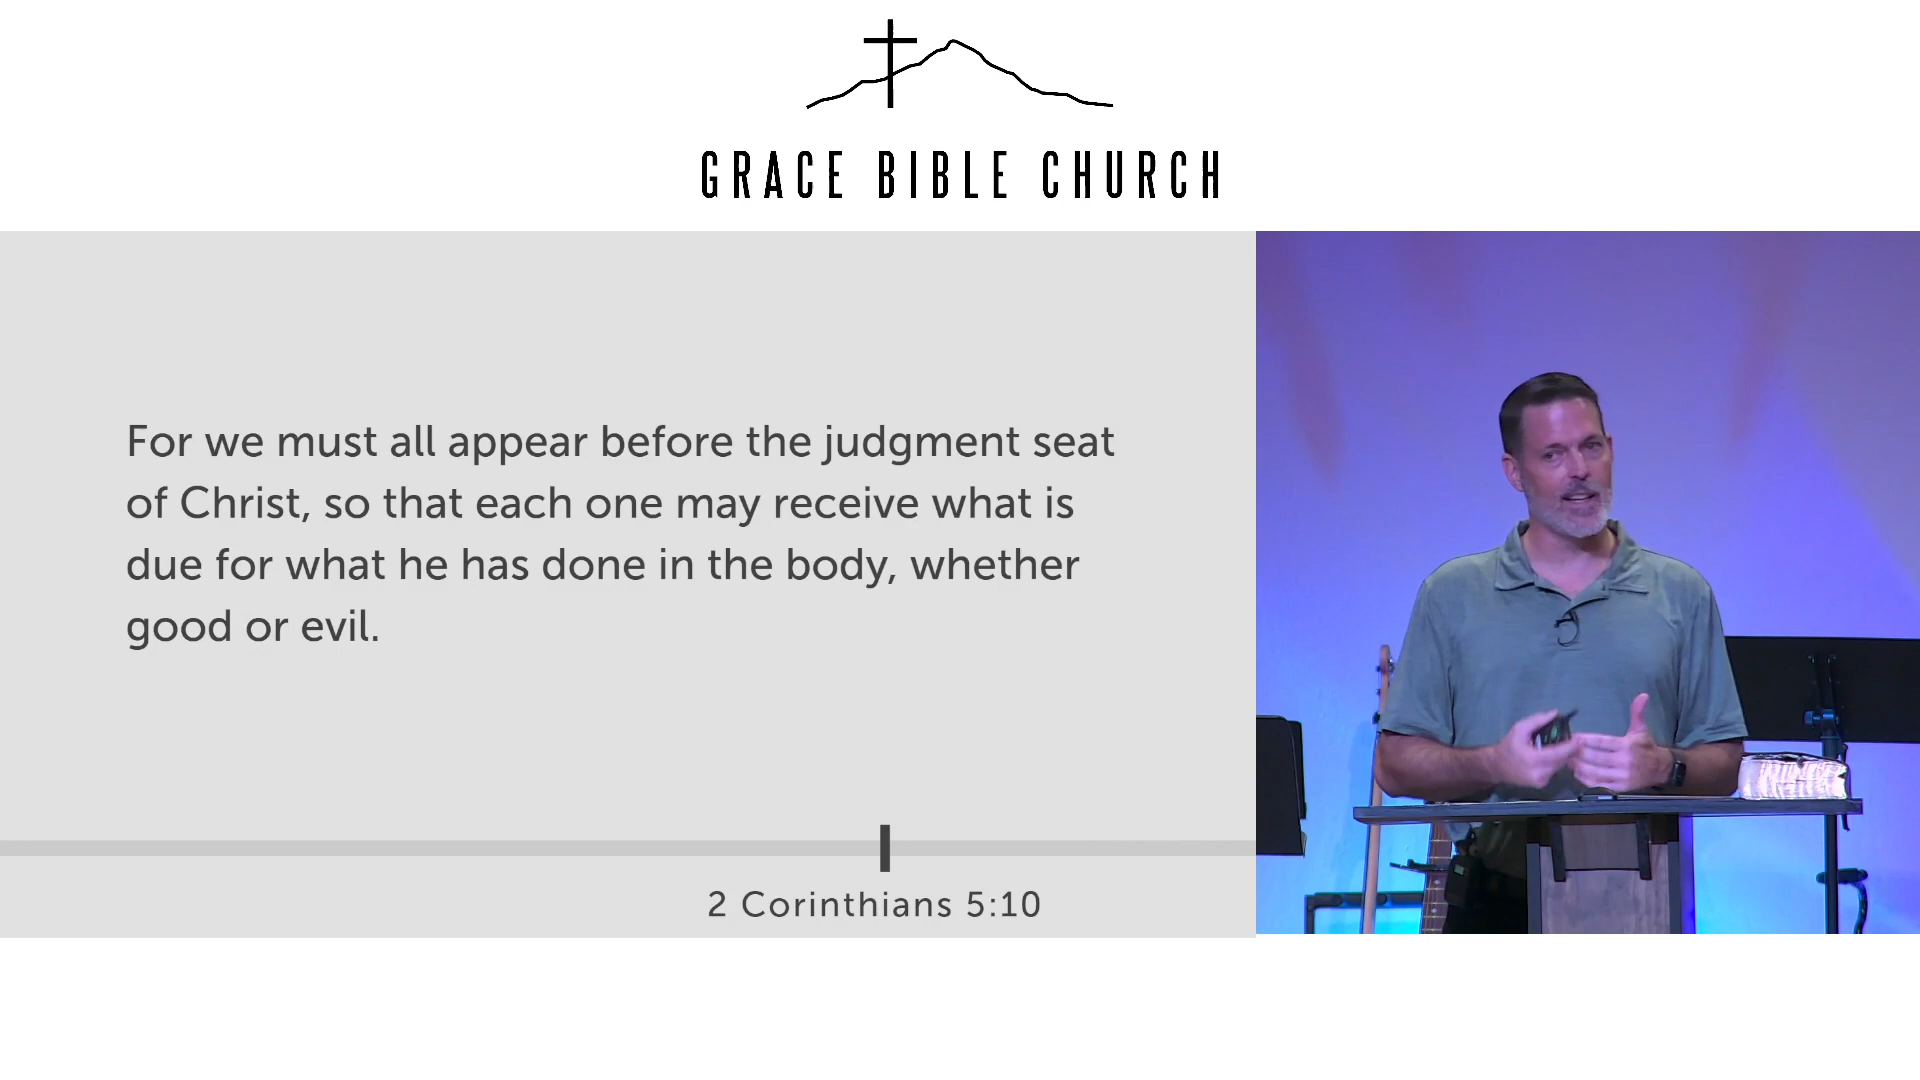 GRACE BIBLE CHURCH
For we must all appear before the judgment seat
of Christ, so that each one may receive what is
due for what he has done in the body, whether
good or evil.
2 Corinthians 5:10